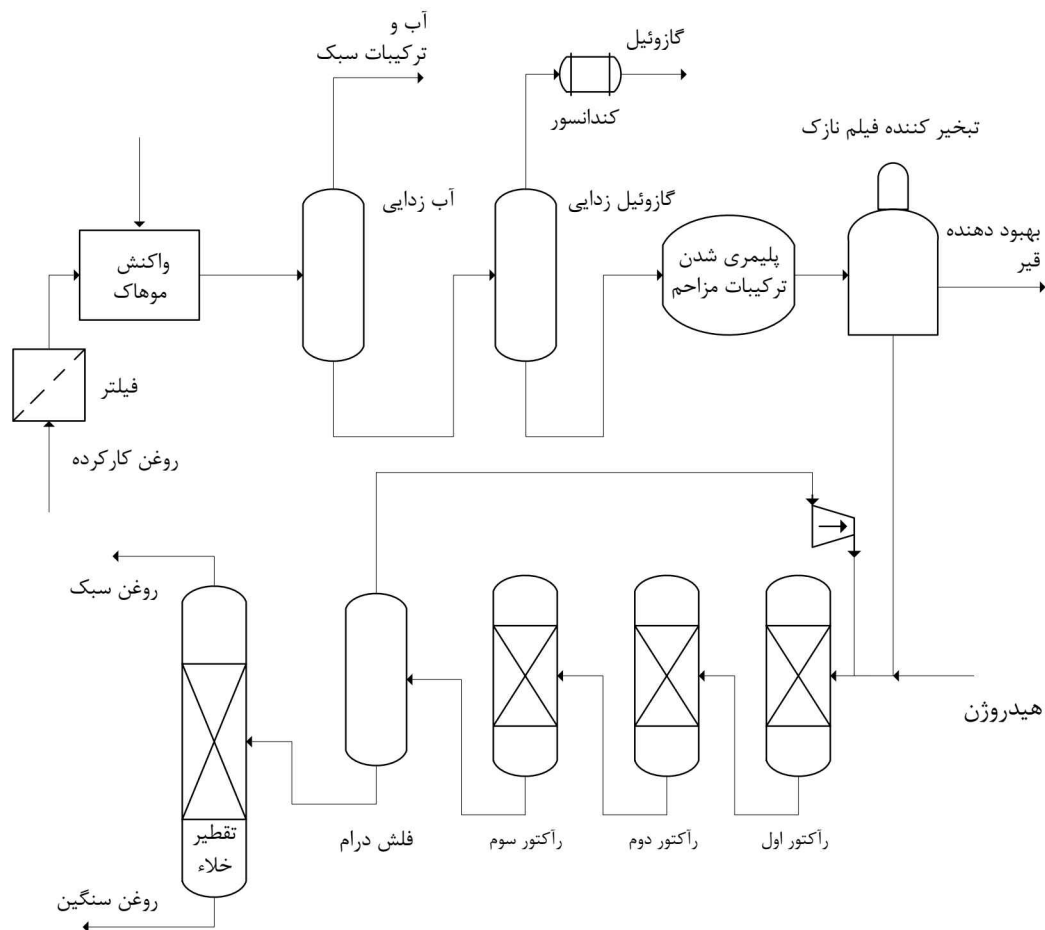 آب و
ترکیبات سبک
گازوئیل
کندانسور
تبخیر کننده فیلم نازک
آب زدایی
گازوئیل زدایی
بهبود دهنده
قیر
واکنش
موهاک
پلیمری شدن
ترکیبات مزاحم
فیلتر
روغن کارکرده
روغن سبک
هیدروژن
تقطیر
خلاء
فلش درام
رآکتور سوم
رآکتور دوم
رآکتور اول
روغن سنگین